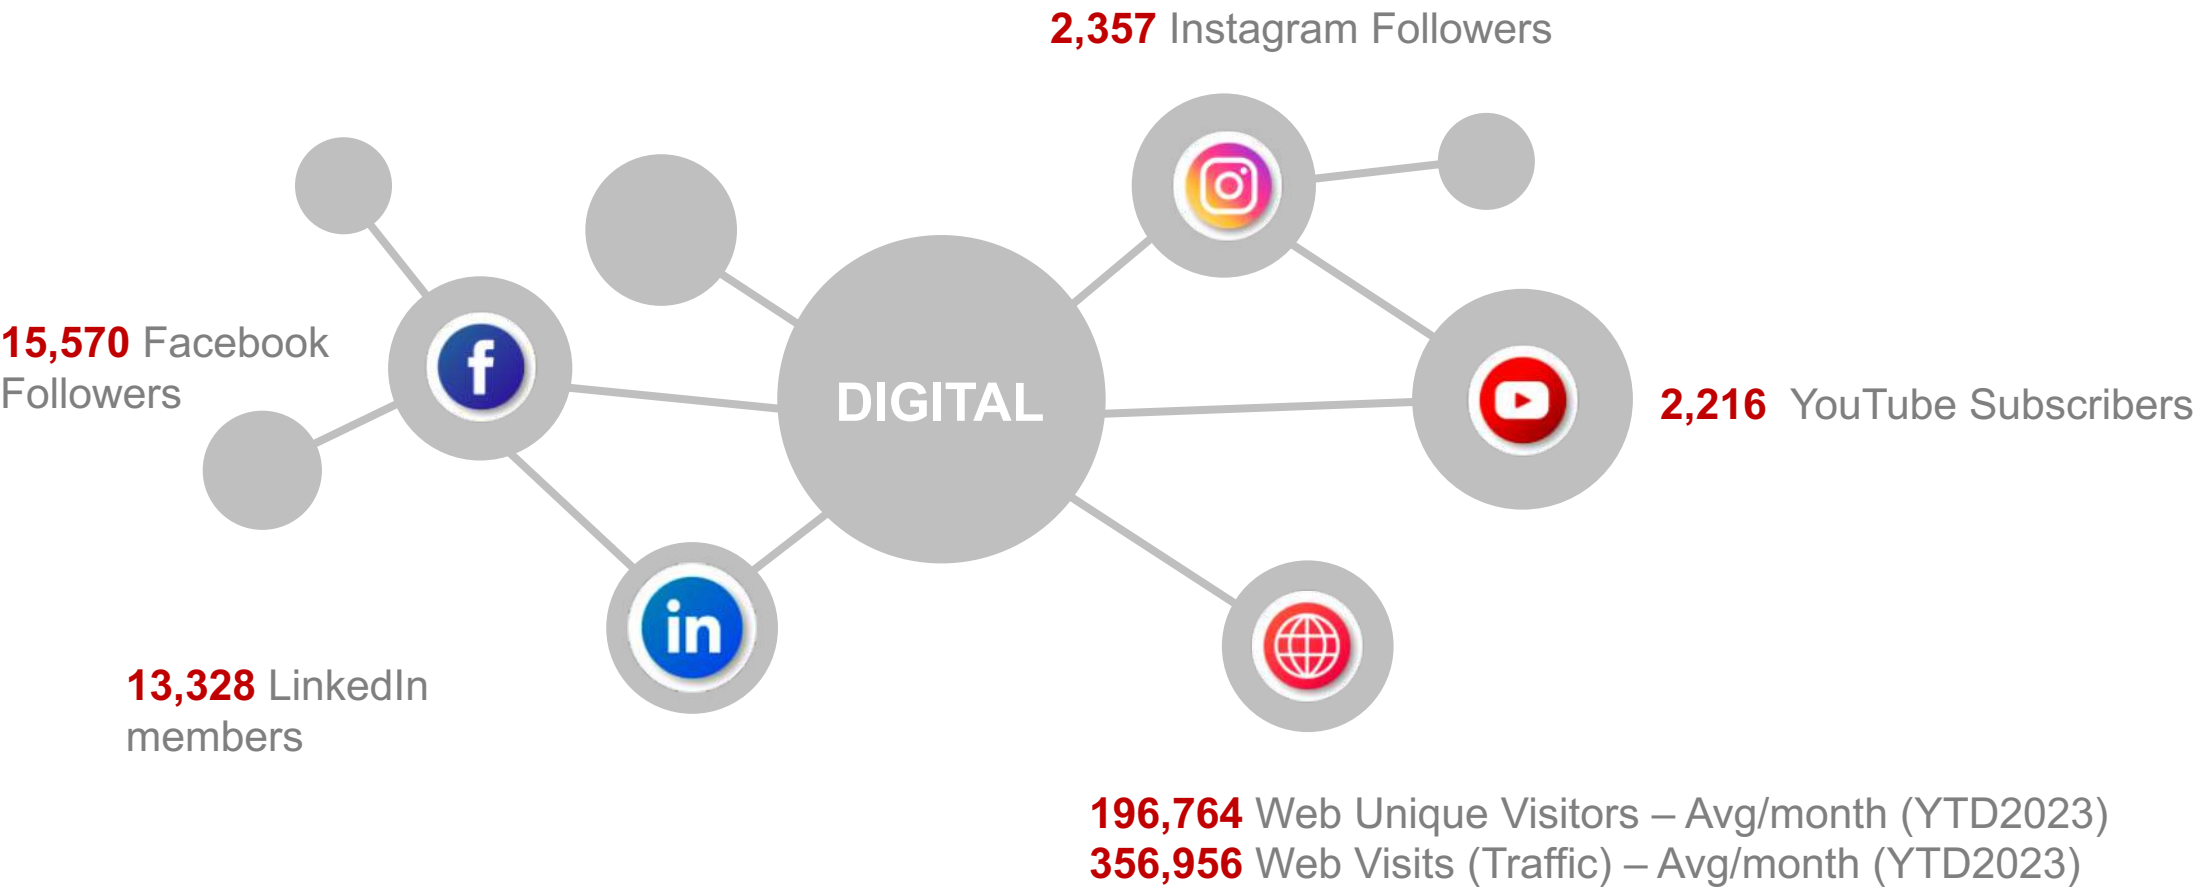 2,357 Instagram Followers
15,570 Facebook
Followers
DIGITAL
2,216 YouTube Subscribers
f
in
13,328 LinkedIn
members
196,764 Web Unique Visitors – Avg/month (YTD2023)
356,956 Web Visits (Traffic) – Avg/month (YTD2023)